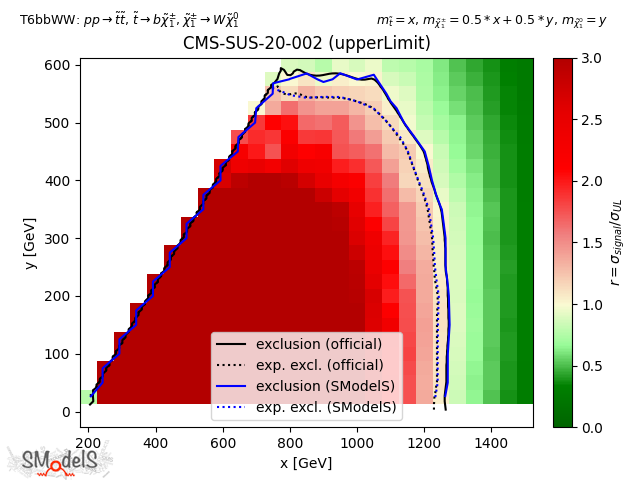 T6bbWW: pp → t̃t̃, t̃ → bχ̃₁±, χ̃₁± → Wχ̃₁⁰ m_t̃ = x, m_χ̃₁± = 0.5*x + 0.5*y, m_χ̃₁⁰ = y
CMS-SUS-20-002 (upperLimit)
600
500
400
300
200
100
0
y [GeV]
exclusion (official)
exp. excl. (official)
exclusion (SModelS)
exp. excl. (SModelS)
200 400 600 800 1000 1200 1400
x [GeV]
3.0
2.5
2.0
1.5
1.0
0.5
0.0
r = σ_signal/σ_UL
SModelS